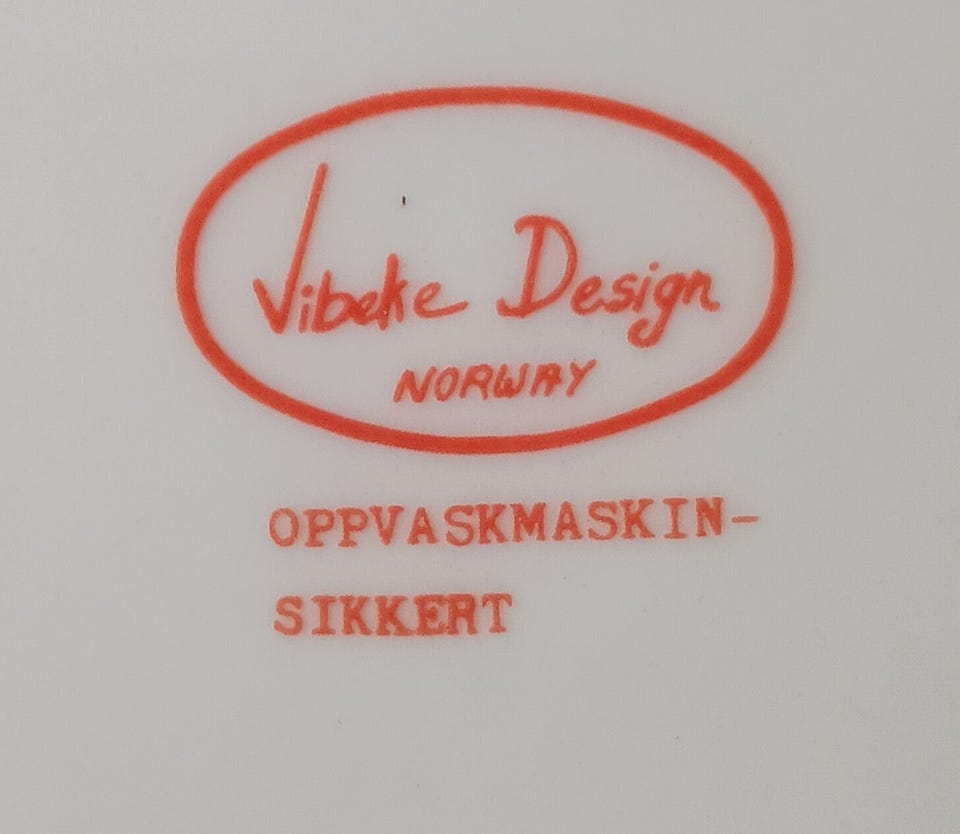 Vibeke Design
NORWAY
OPPVASKMASKIN-
SIKKERT